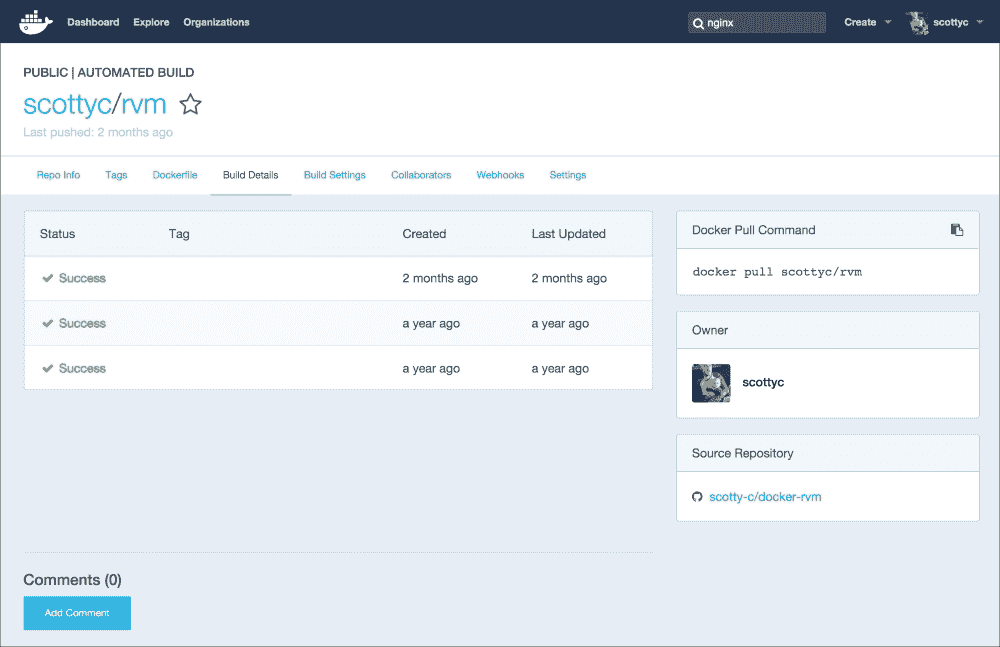 Dashboard Explore Organizations nginx Create scottyc
PUBLIC | AUTOMATED BUILD
scottyc/rvm
Last pushed: 2 months ago
Repo Info Tags Dockerfile Build Details Build Settings Collaborators Webhooks Settings
Status Tag Created Last Updated
Success 2 months ago 2 months ago
Success a year ago a year ago
Success a year ago a year ago
Docker Pull Command
docker pull scottyc/rvm
Owner
scottyc
Source Repository
scotty-c/docker-rvm
Comments (0)
Add Comment